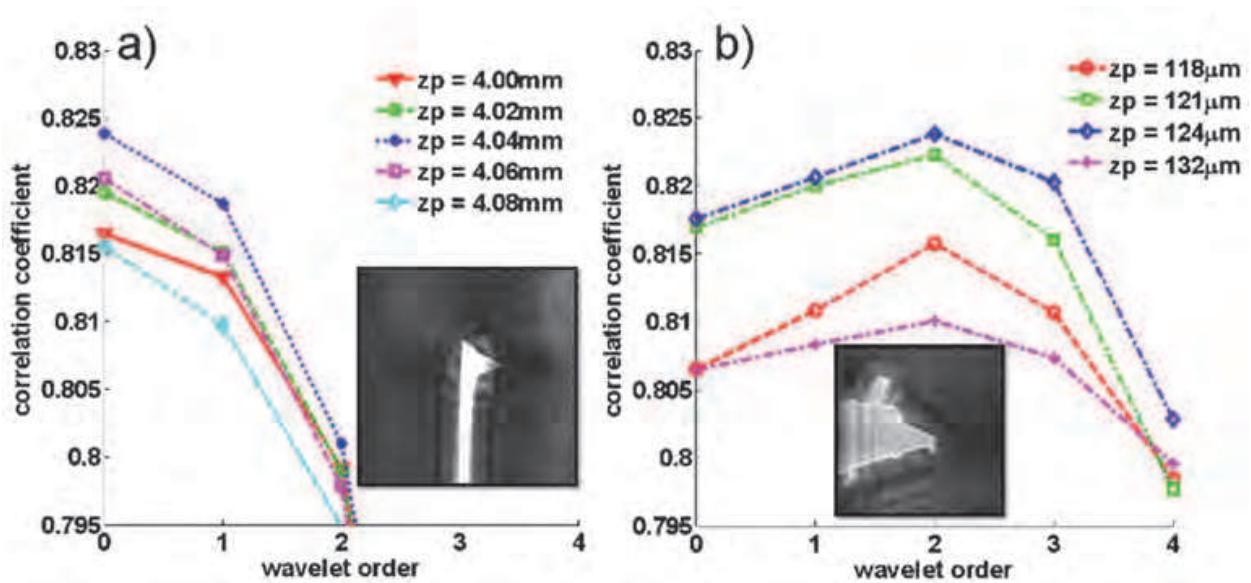 a)
0.83
0.825
0.82
0.815
0.81
0.805
0.8
0.795
correlation coefficient
zp = 4.00mm
zp = 4.02mm
zp = 4.04mm
zp = 4.06mm
zp = 4.08mm
0 1 2 3 4
wavelet order
b)
0.83
0.825
0.82
0.815
0.81
0.805
0.8
0.795
correlation coefficient
zp = 118μm
zp = 121μm
zp = 124μm
zp = 132μm
0 1 2 3 4
wavelet order